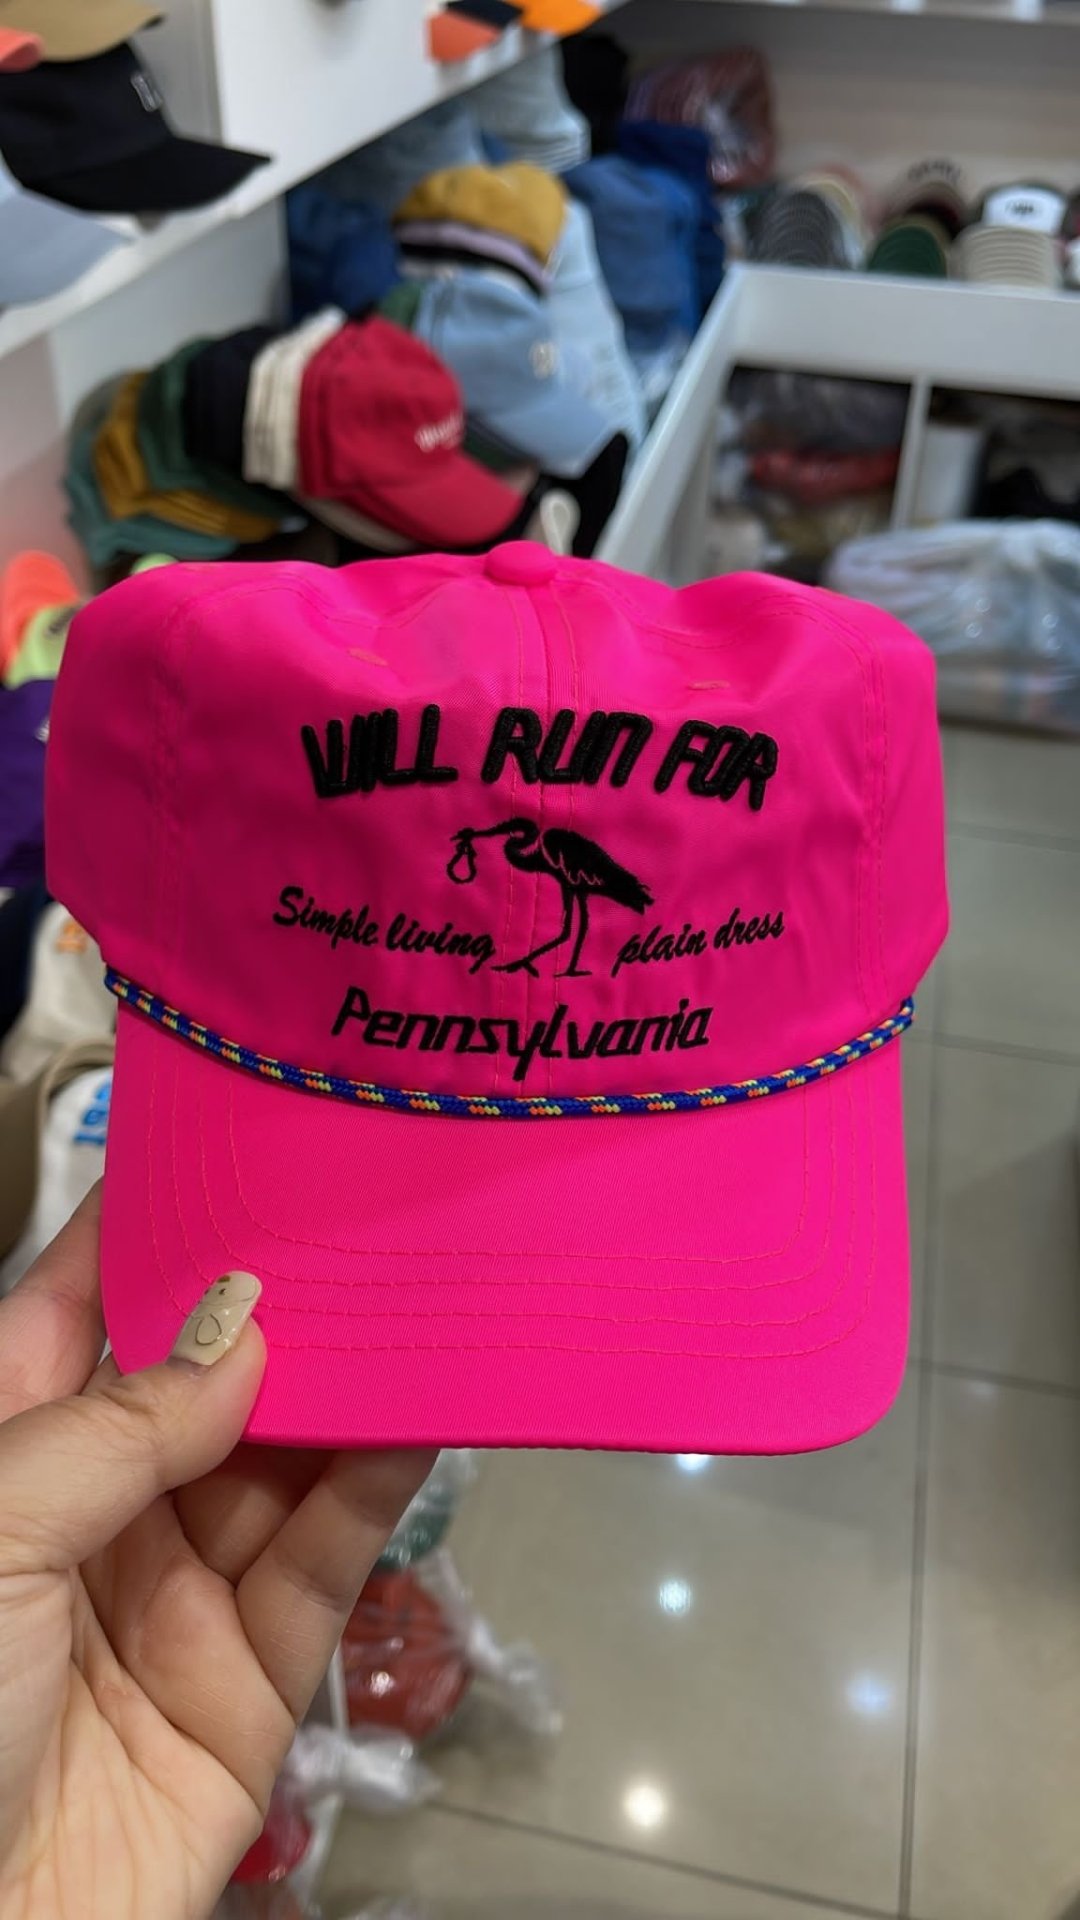 WILL RUN FOR
Simple living plain dress
Pennsylvania